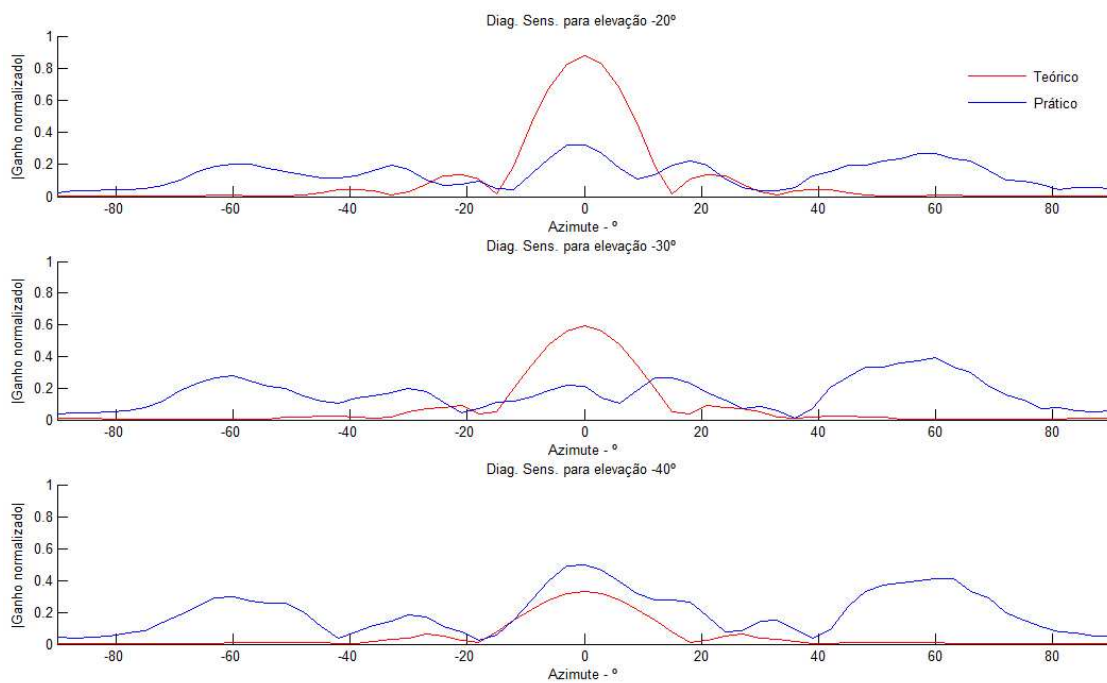 Diag. Sens. para elevação -20º
|Ganho normalizado|
1
0.8
0.6
0.4
0.2
0
Teórico
Prático
-80 -60 -40 -20 0 20 40 60 80
Azimute - º
Diag. Sens. para elevação -30º
|Ganho normalizado|
1
0.8
0.6
0.4
0.2
0
-80 -60 -40 -20 0 20 40 60 80
Azimute - º
Diag. Sens. para elevação -40º
|Ganho normalizado|
1
0.8
0.6
0.4
0.2
0
-80 -60 -40 -20 0 20 40 60 80
Azimute - º